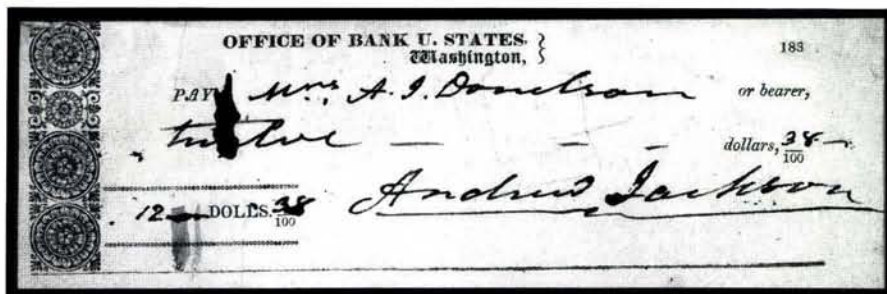 OFFICE OF BANK U. STATES.
Washington, 183
PAY Mrs A. J. Donelson or bearer,
twelve — — — dollars, 38/100
12 — DOLLS. 38/100 Andrew Jackson